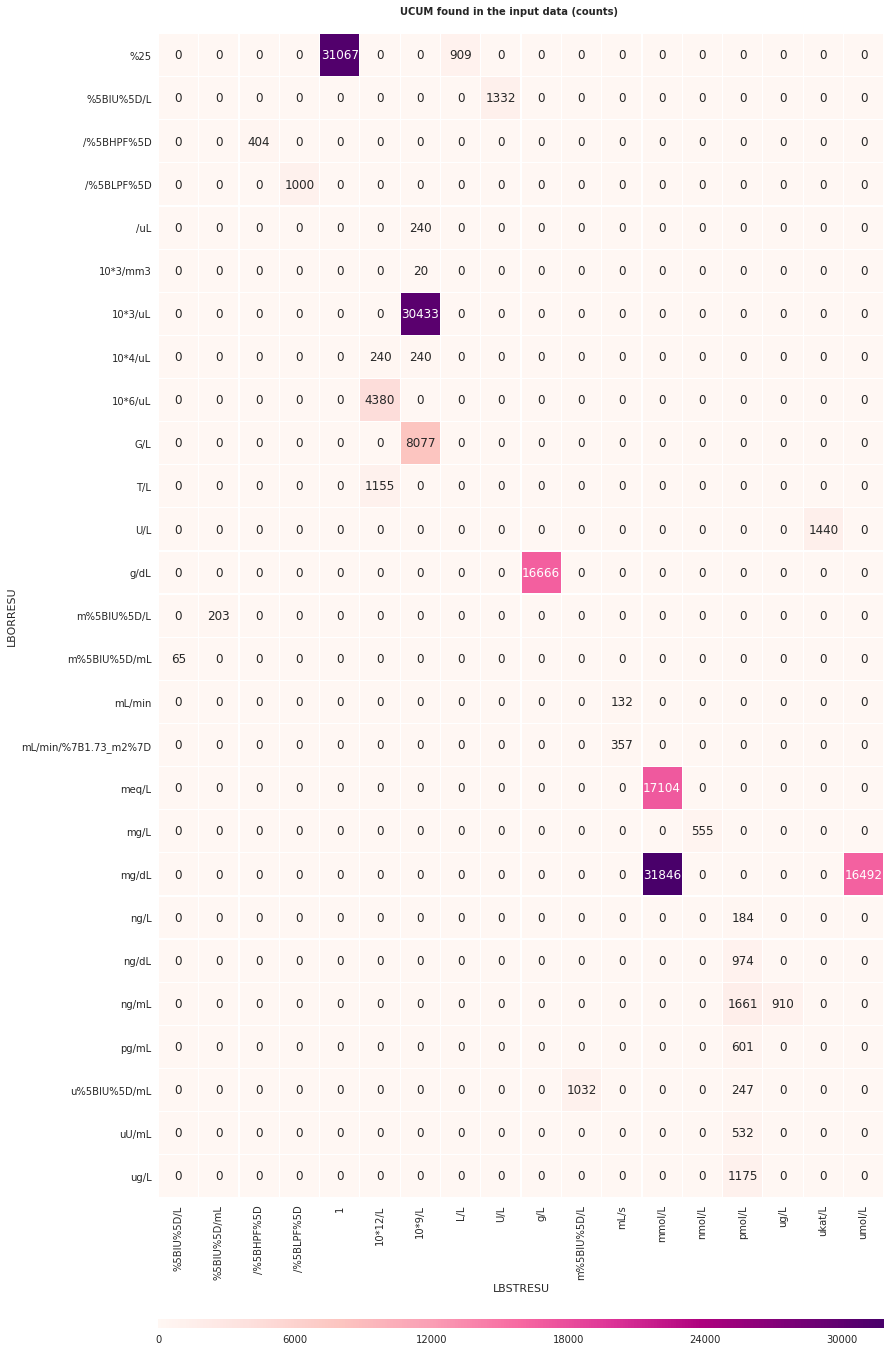 UCUM found in the input data (counts)
%25 0 0 0 0 31067 0 0 909 0 0 0 0 0 0 0 0 0 0
%5BIU%5D/L 0 0 0 0 0 0 0 0 1332 0 0 0 0 0 0 0 0 0
/%5BHPF%5D 0 0 404 0 0 0 0 0 0 0 0 0 0 0 0 0 0 0
/%5BLPF%5D 0 0 0 1000 0 0 0 0 0 0 0 0 0 0 0 0 0 0
/uL 0 0 0 0 0 0 240 0 0 0 0 0 0 0 0 0 0 0
10*3/mm3 0 0 0 0 0 0 20 0 0 0 0 0 0 0 0 0 0 0
10*3/uL 0 0 0 0 0 0 30433 0 0 0 0 0 0 0 0 0 0 0
10*4/uL 0 0 0 0 0 240 240 0 0 0 0 0 0 0 0 0 0 0
10*6/uL 0 0 0 0 0 4380 0 0 0 0 0 0 0 0 0 0 0 0
G/L 0 0 0 0 0 0 8077 0 0 0 0 0 0 0 0 0 0 0
T/L 0 0 0 0 0 1155 0 0 0 0 0 0 0 0 0 0 0 0
U/L 0 0 0 0 0 0 0 0 0 0 0 0 0 0 0 0 1440 0
g/dL 0 0 0 0 0 0 0 0 0 16666 0 0 0 0 0 0 0 0
m%5BIU%5D/L 0 203 0 0 0 0 0 0 0 0 0 0 0 0 0 0 0 0
m%5BIU%5D/mL 65 0 0 0 0 0 0 0 0 0 0 0 0 0 0 0 0 0
mL/min 0 0 0 0 0 0 0 0 0 0 0 132 0 0 0 0 0 0
mL/min/%7B1.73_m2%7D 0 0 0 0 0 0 0 0 0 0 0 357 0 0 0 0 0 0
meq/L 0 0 0 0 0 0 0 0 0 0 0 0 17104 0 0 0 0 0
mg/L 0 0 0 0 0 0 0 0 0 0 0 0 0 555 0 0 0 0
mg/dL 0 0 0 0 0 0 0 0 0 0 0 0 31846 0 0 0 0 16492
ng/L 0 0 0 0 0 0 0 0 0 0 0 0 0 0 184 0 0 0
ng/dL 0 0 0 0 0 0 0 0 0 0 0 0 0 0 974 0 0 0
ng/mL 0 0 0 0 0 0 0 0 0 0 0 0 0 0 1661 910 0 0
pg/mL 0 0 0 0 0 0 0 0 0 0 0 0 0 0 601 0 0 0
u%5BIU%5D/mL 0 0 0 0 0 0 0 0 0 0 1032 0 0 0 247 0 0 0
uU/mL 0 0 0 0 0 0 0 0 0 0 0 0 0 0 532 0 0 0
ug/L 0 0 0 0 0 0 0 0 0 0 0 0 0 0 1175 0 0 0
LBORRESU
%5BIU%5D/L %5BIU%5D/mL /%5BHPF%5D /%5BLPF%5D 1 10*12/L 10*9/L L/L U/L g/L m%5BIU%5D/L mL/s mmol/L nmol/L pmol/L ug/L ukat/L umol/L
LBSTRESU
0 6000 12000 18000 24000 30000